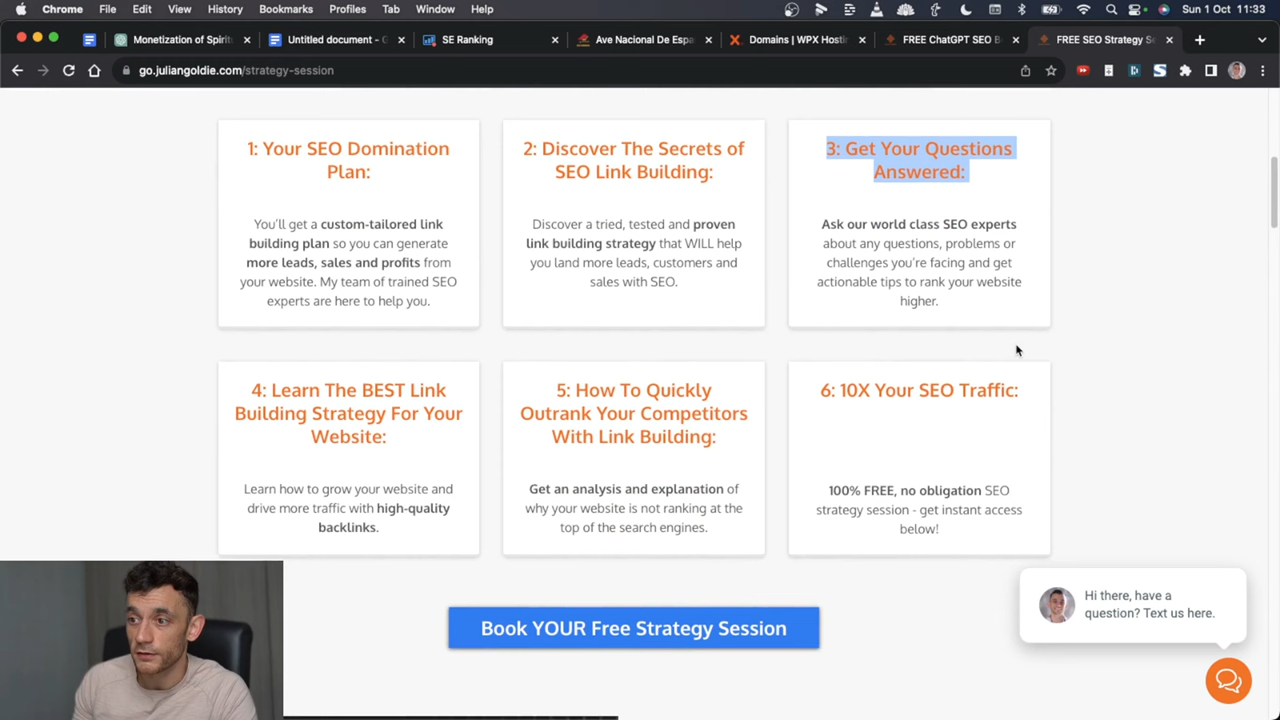 Chrome File Edit View History Bookmarks Profiles Tab Window Help Sun 1 Oct 11:33
Monetization of Spirit Untitled document - G SE Ranking Ave Nacional De Espa Domains | WPX Hostin FREE ChatGPT SEO B FREE SEO Strategy Se
go.juliangoldie.com/strategy-session
1: Your SEO Domination
Plan:
You'll get a custom-tailored link
building plan so you can generate
more leads, sales and profits from
your website. My team of trained SEO
experts are here to help you.
2: Discover The Secrets of
SEO Link Building:
Discover a tried, tested and proven
link building strategy that WILL help
you land more leads, customers and
sales with SEO.
3: Get Your Questions
Answered:
Ask our world class SEO experts
about any questions, problems or
challenges you're facing and get
actionable tips to rank your website
higher.
4: Learn The BEST Link
Building Strategy For Your
Website:
Learn how to grow your website and
drive more traffic with high-quality
backlinks.
5: How To Quickly
Outrank Your Competitors
With Link Building:
Get an analysis and explanation of
why your website is not ranking at the
top of the search engines.
6: 10X Your SEO Traffic:
100% FREE, no obligation SEO
strategy session - get instant access
below!
Book YOUR Free Strategy Session
Hi there, have a
question? Text us here.